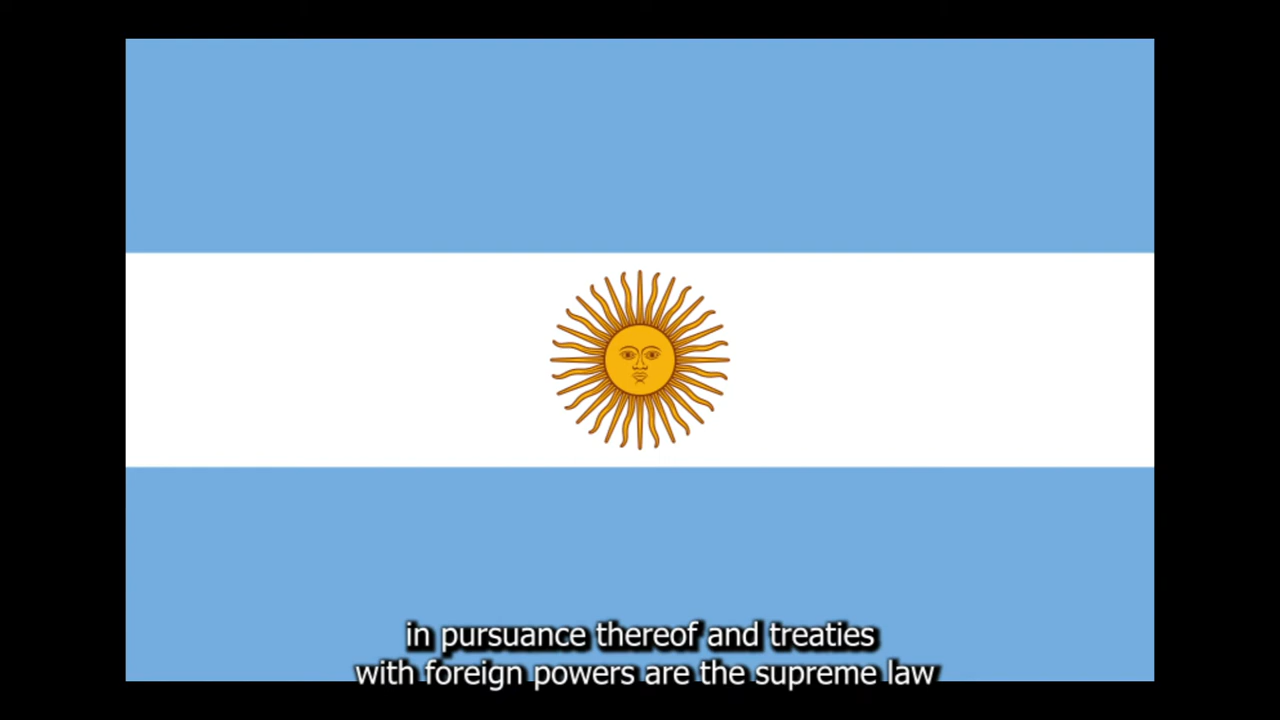 in pursuance thereof and treaties
with foreign powers are the supreme law